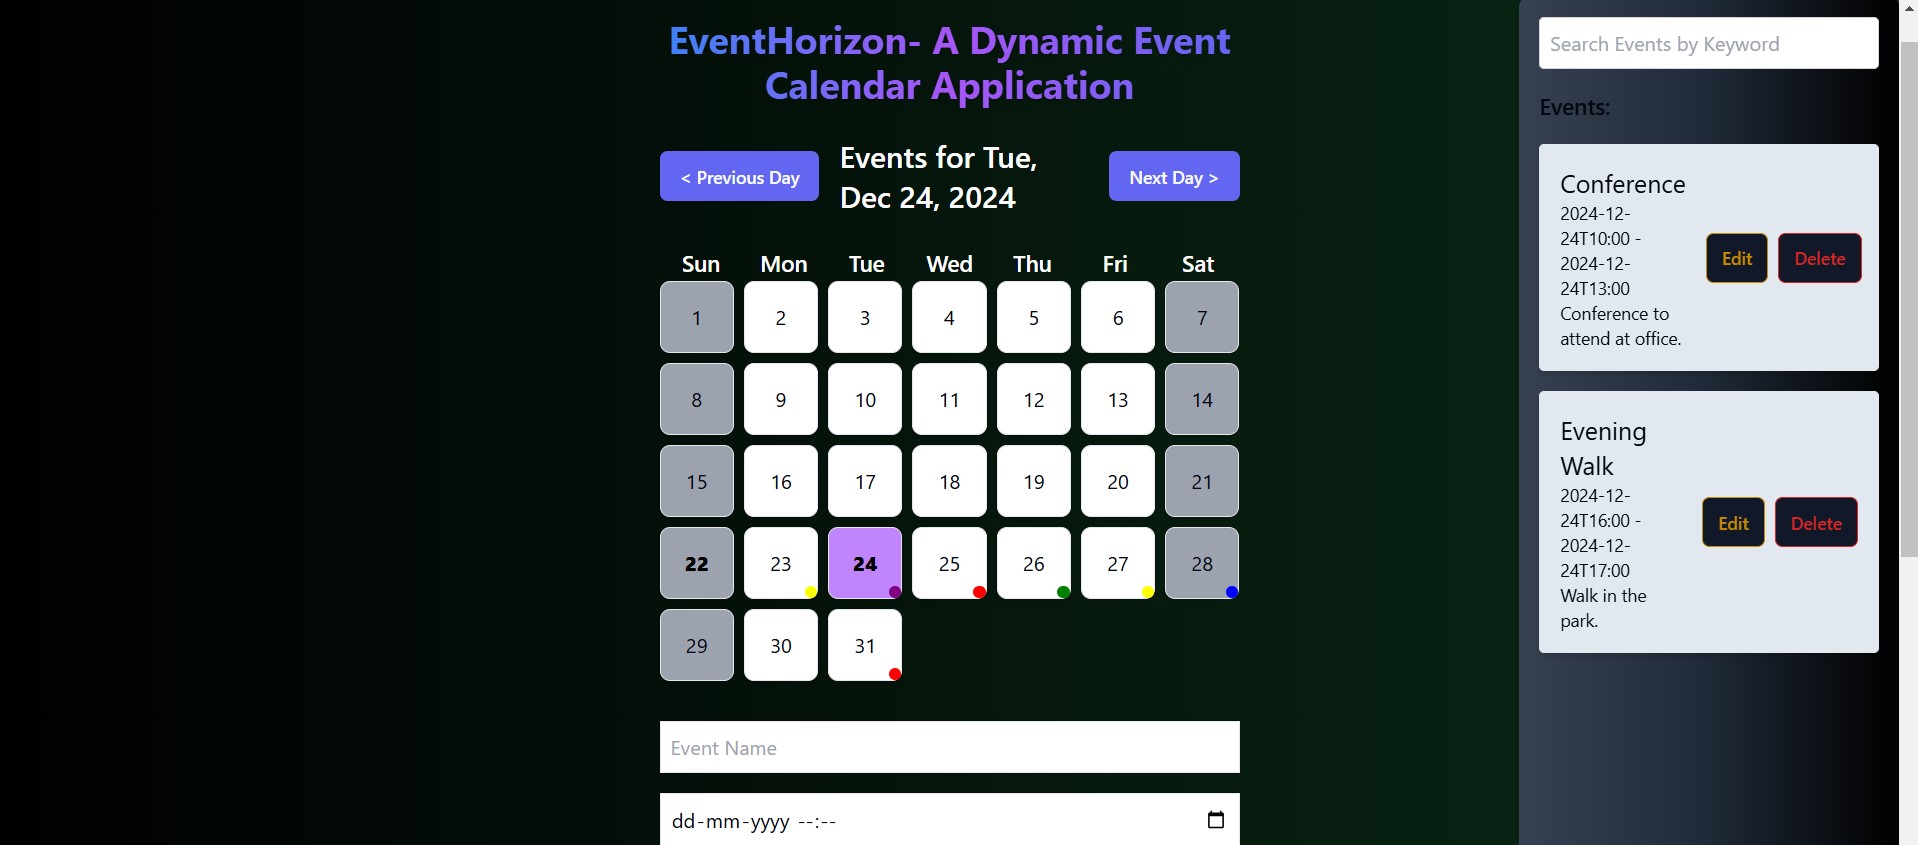 EventHorizon- A Dynamic Event
Calendar Application
< Previous Day
Events for Tue,
Dec 24, 2024
Next Day >
Sun Mon Tue Wed Thu Fri Sat
1 2 3 4 5 6 7
8 9 10 11 12 13 14
15 16 17 18 19 20 21
22 23 24 25 26 27 28
29 30 31
Event Name
dd-mm-yyyy --:--
Search Events by Keyword
Events:
Conference
2024-12-
24T10:00 -
2024-12-
24T13:00
Conference to
attend at office.
Edit Delete
Evening
Walk
2024-12-
24T16:00 -
2024-12-
24T17:00
Walk in the
park.
Edit Delete